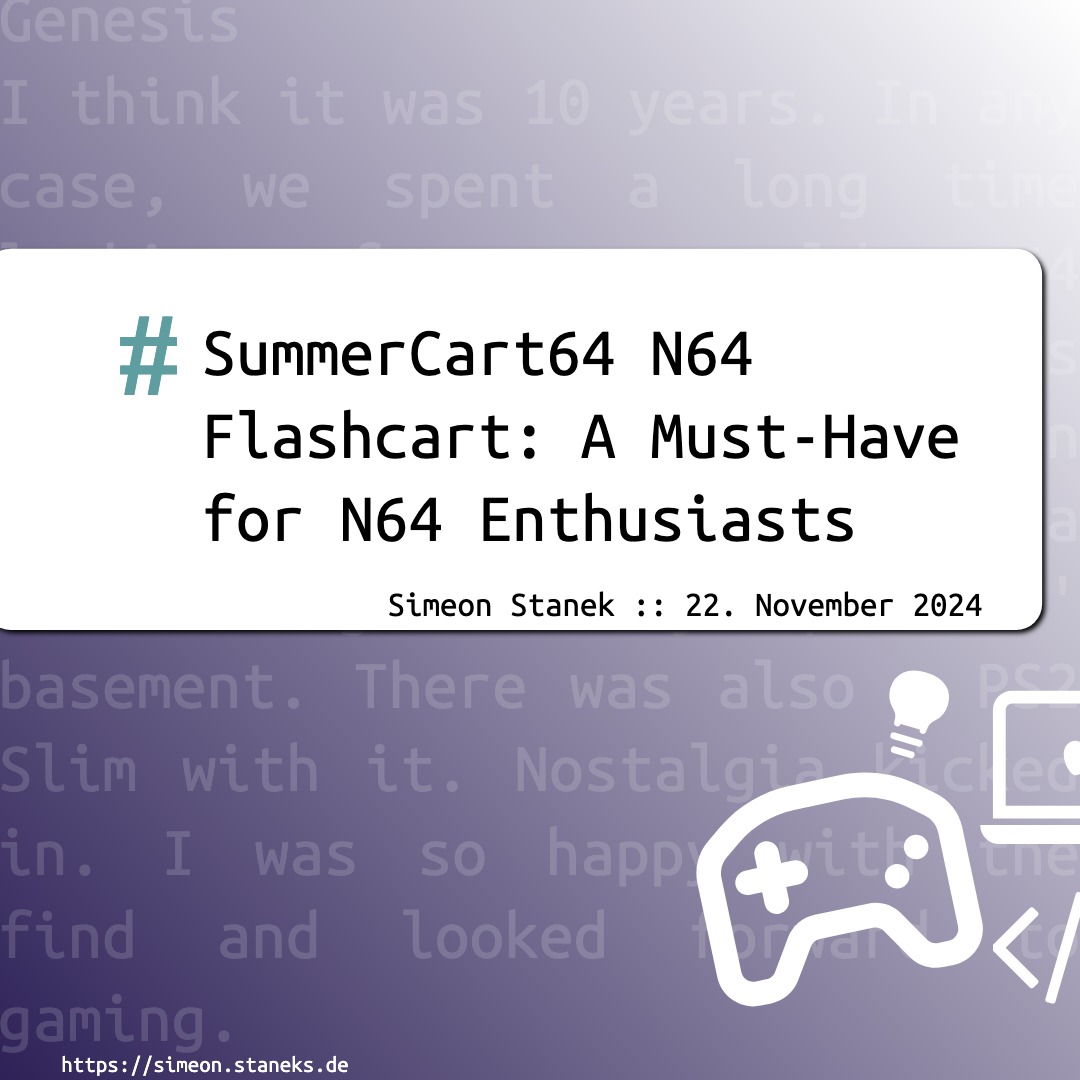 Genesis
I think it was 10 years. In any
case, we spent a long time
# SummerCart64 N64
Flashcart: A Must-Have
for N64 Enthusiasts
Simeon Stanek :: 22. November 2024
basement. There was also PS2
Slim with it. Nostalgia kicked
in. I was so happy with the
find and looked forward to
gaming.
</>
https://simeon.staneks.de